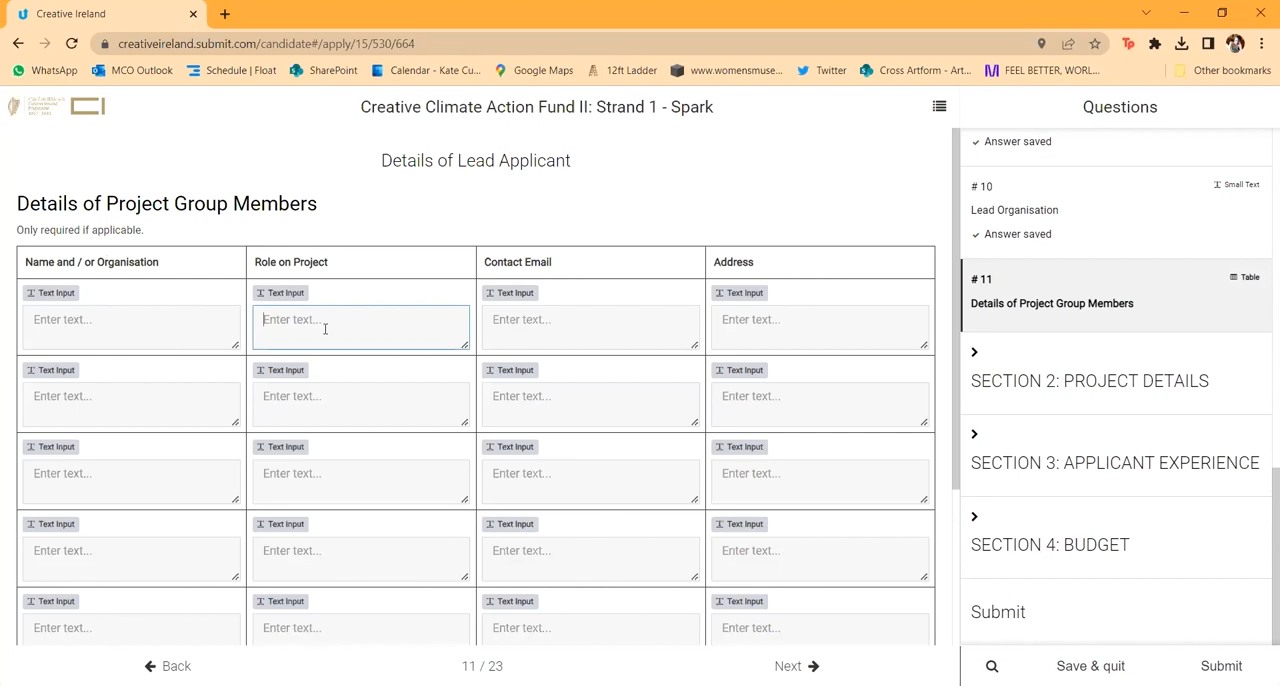 Creative Ireland
creativeireland.submit.com/candidate#/apply/15/530/664
WhatsApp
MCO Outlook
Schedule | Float
SharePoint
Calendar - Kate Cu...
Google Maps
12ft Ladder
www.womensmuse...
Twitter
Cross Artform - Art...
FEEL BETTER, WORL...
Other bookmarks
Creative Climate Action Fund II: Strand 1 - Spark
Questions
Details of Lead Applicant
Details of Project Group Members
Only required if applicable.
Name and / or Organisation Role on Project Contact Email Address
Text Input Text Input Text Input Text Input
Enter text... Enter text... Enter text... Enter text...
Text Input Text Input Text Input Text Input
Enter text... Enter text... Enter text... Enter text...
Text Input Text Input Text Input Text Input
Enter text... Enter text... Enter text... Enter text...
Text Input Text Input Text Input Text Input
Enter text... Enter text... Enter text... Enter text...
Text Input Text Input Text Input Text Input
Enter text... Enter text... Enter text... Enter text...
Back
11 / 23
Next
Answer saved
# 10
Small Text
Lead Organisation
Answer saved
# 11
Table
Details of Project Group Members
SECTION 2: PROJECT DETAILS
SECTION 3: APPLICANT EXPERIENCE
SECTION 4: BUDGET
Submit
Save & quit
Submit